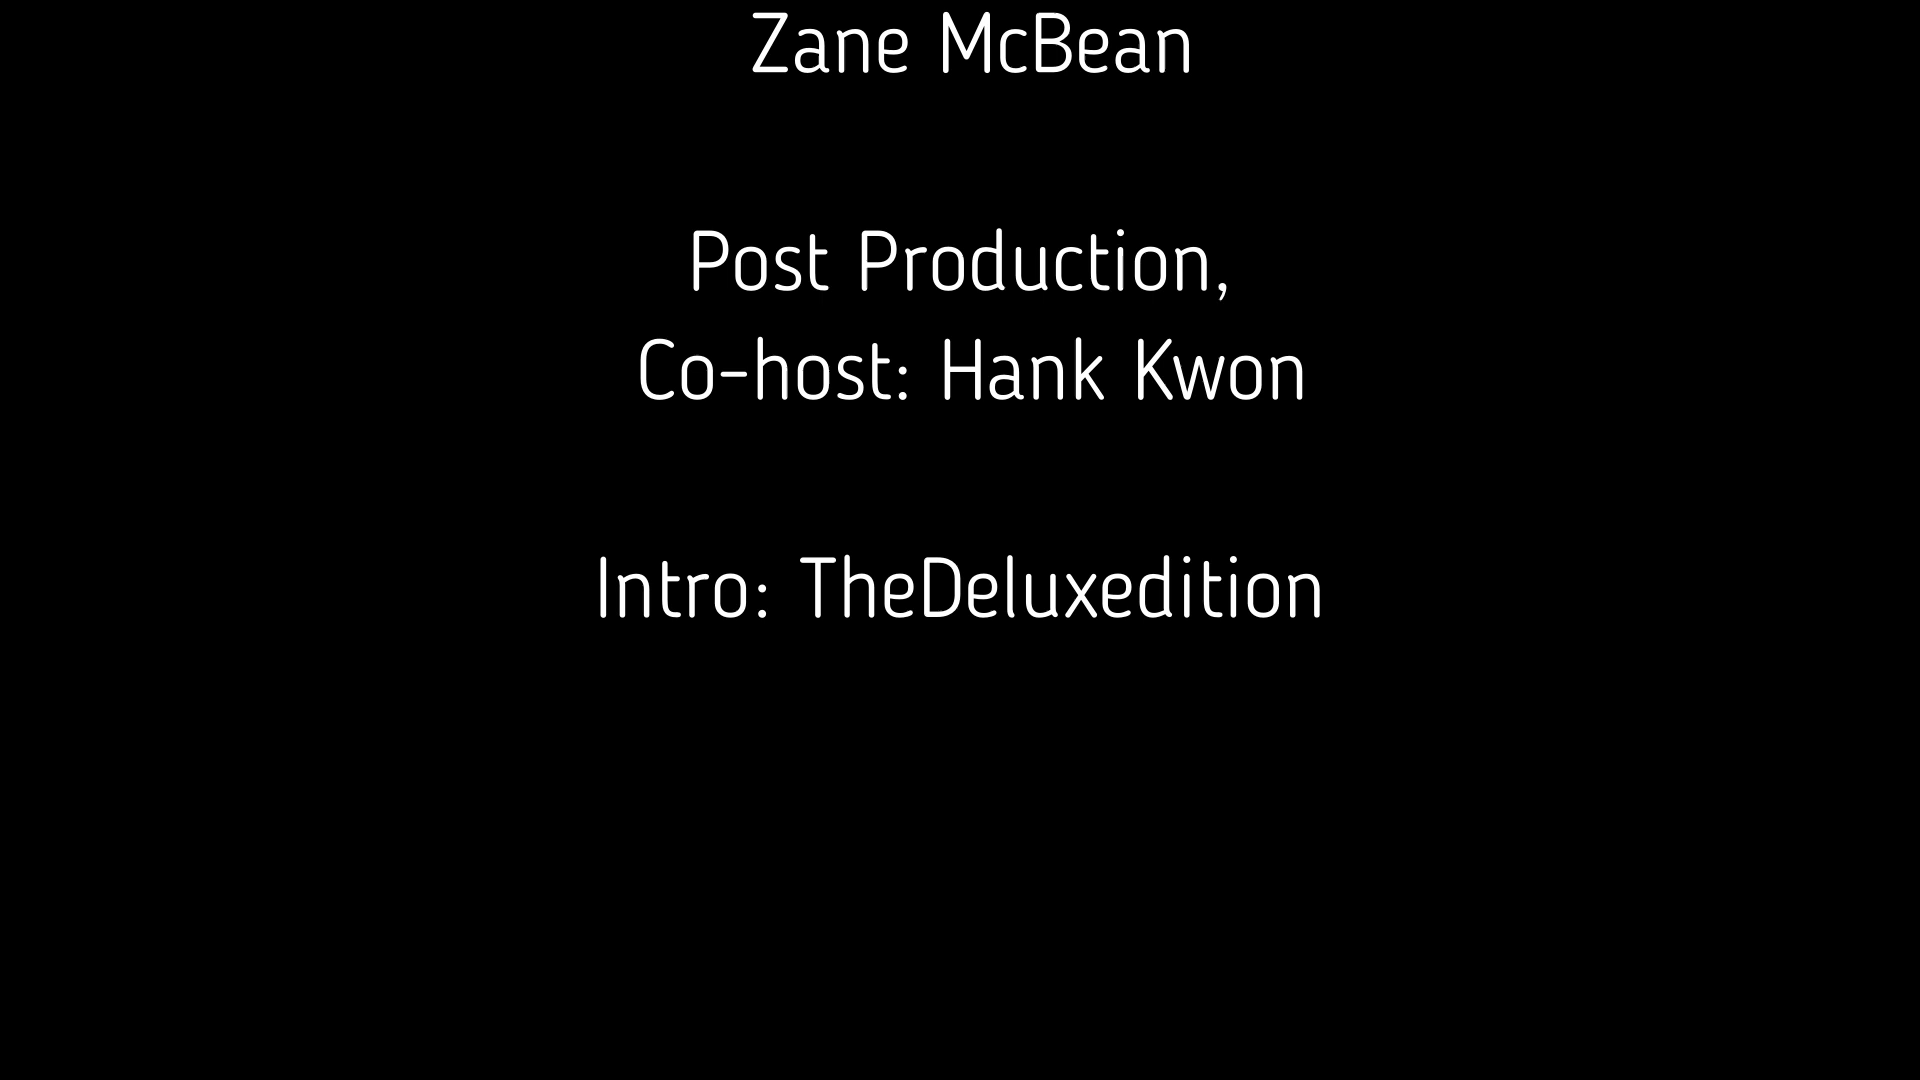 Zane McBean
Post Production,
Co-host: Hank Kwon
Intro: TheDeluxedition